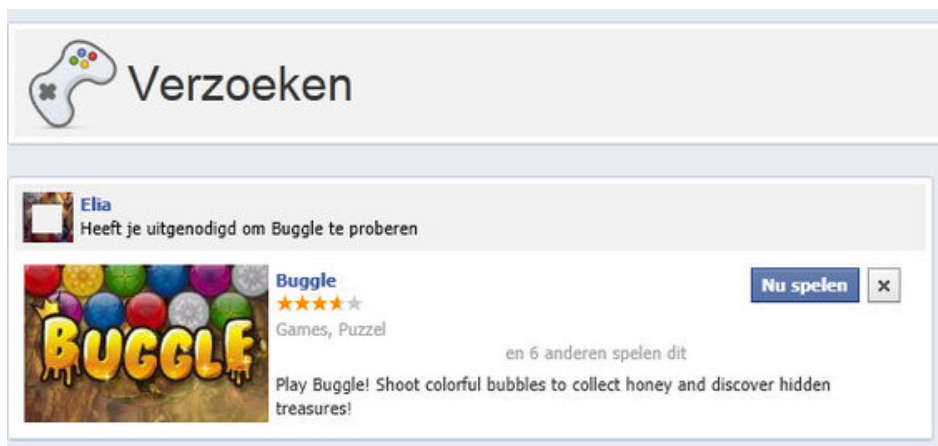 Verzoeken
Elia
Heeft je uitgenodigd om Buggle te proberen
BUGGLE
Buggle
Nu spelen
x
Games, Puzzel
en 6 anderen spelen dit
Play Buggle! Shoot colorful bubbles to collect honey and discover hidden
treasures!